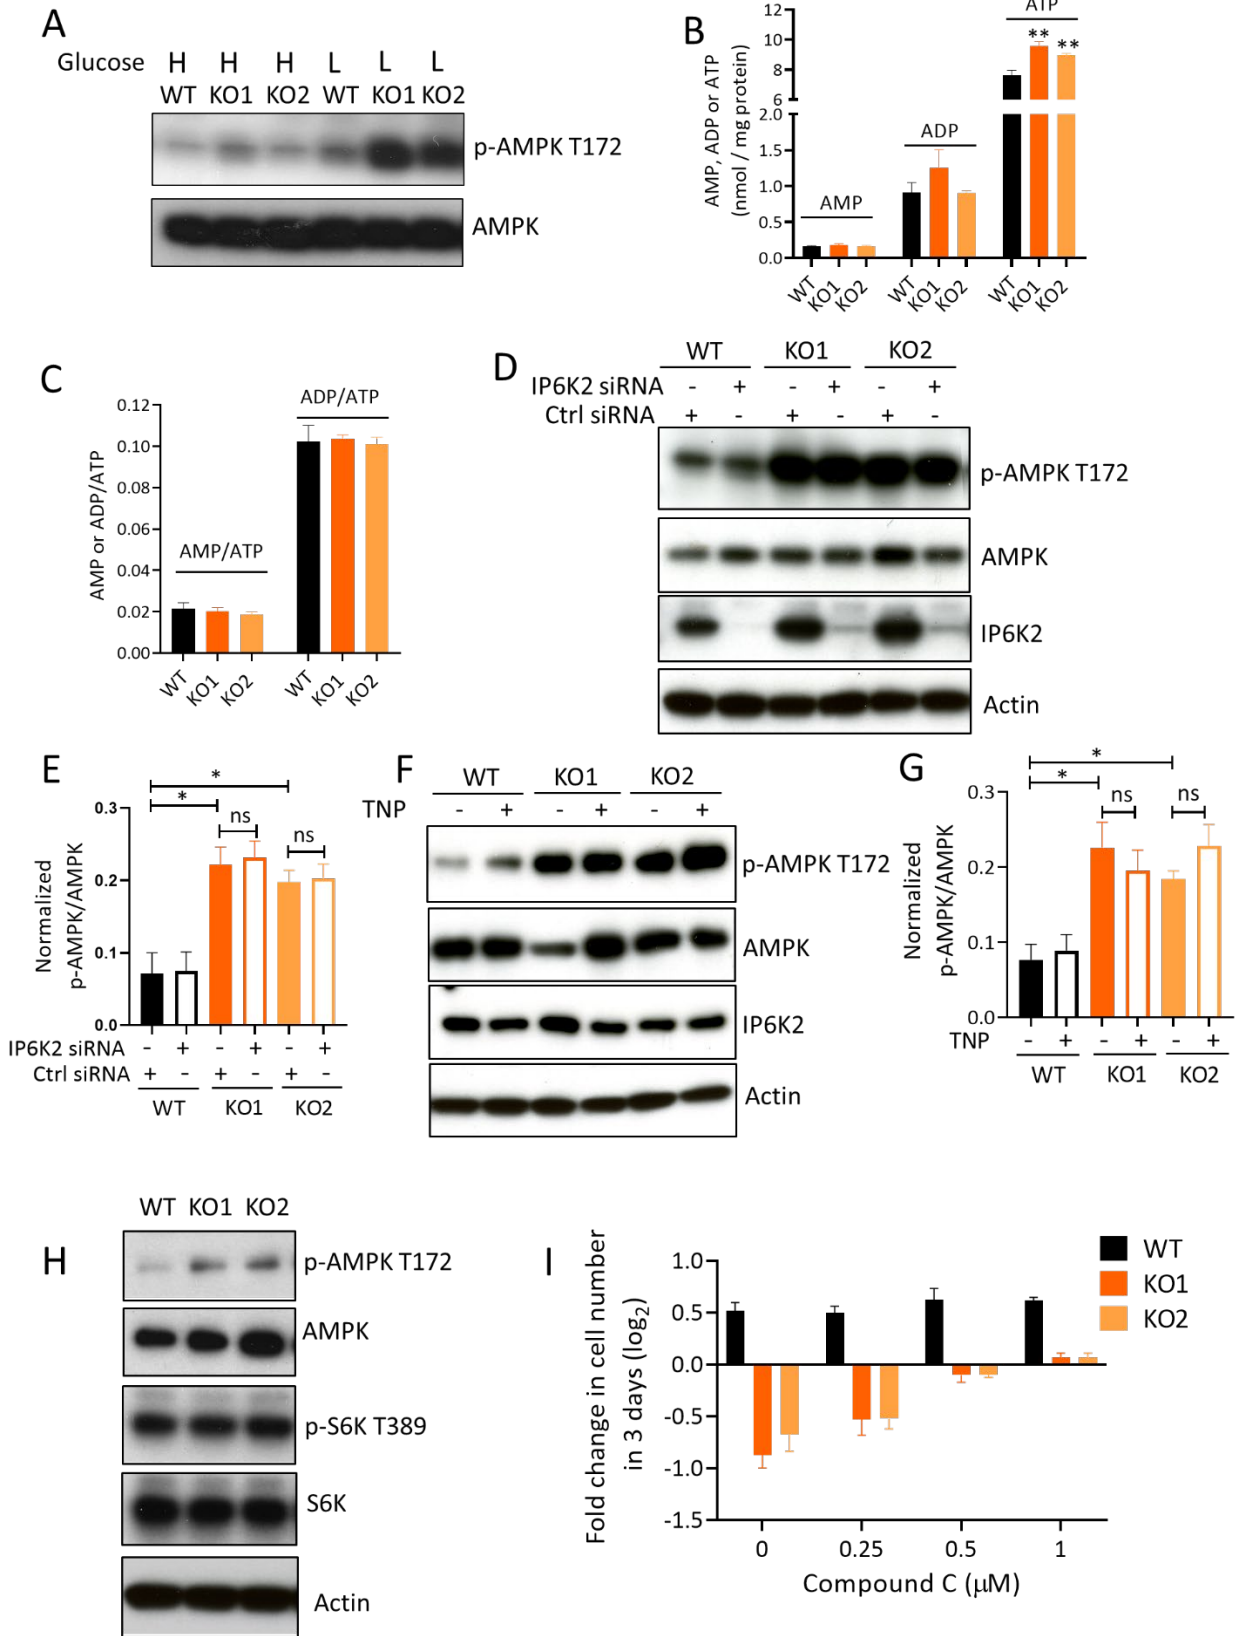 A
Glucose H H H L L L
WT KO1 KO2 WT KO1 KO2
p-AMPK T172
AMPK
B
AMP, ADP or ATP
(nmol / mg protein)
12
10
8
6
2.0
1.5
1.0
0.5
0.0
AMP
ADP
ATP
**
**
WT KO1 KO2 WT KO1 KO2 WT KO1 KO2
C
AMP or ADP/ATP
0.12
0.10
0.08
0.06
0.04
0.02
0.00
AMP/ATP
ADP/ATP
WT KO1 KO2 WT KO1 KO2
D
WT KO1 KO2
IP6K2 siRNA - + - + - +
Ctrl siRNA + - + - + -
p-AMPK T172
AMPK
IP6K2
Actin
E
Normalized
p-AMPK/AMPK
0.3
0.2
0.1
0.0
*
*
ns
ns
IP6K2 siRNA - + - + - +
Ctrl siRNA + - + - + -
WT KO1 KO2
F
WT KO1 KO2
TNP - + - + - +
p-AMPK T172
AMPK
IP6K2
Actin
G
Normalized
p-AMPK/AMPK
0.3
0.2
0.1
0.0
*
*
ns
ns
TNP - + - + - +
WT KO1 KO2
H
WT KO1 KO2
p-AMPK T172
AMPK
p-S6K T389
S6K
Actin
I
Fold change in cell number
in 3 days (log₂)
1.0
0.5
0.0
-0.5
-1.0
-1.5
0 0.25 0.5 1
Compound C (μM)
WT
KO1
KO2